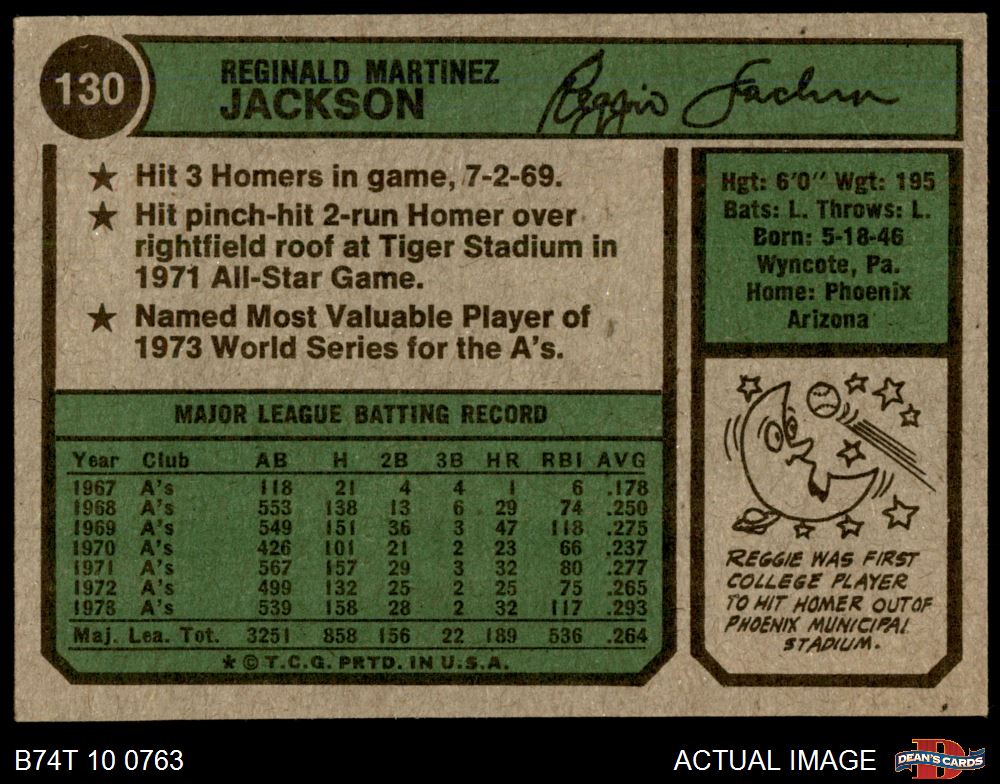 130
REGINALD MARTINEZ
JACKSON
Reggie Jackson
★ Hit 3 Homers in game, 7-2-69.
★ Hit pinch-hit 2-run Homer over
rightfield roof at Tiger Stadium in
1971 All-Star Game.
★ Named Most Valuable Player of
1973 World Series for the A's.
Hgt: 6'0" Wgt: 195
Bats: L. Throws: L.
Born: 5-18-46
Wyncote, Pa.
Home: Phoenix
Arizona
MAJOR LEAGUE BATTING RECORD
Year Club AB H 2B 3B HR RBI AVG
1967 A's 118 21 4 4 1 6 .178
1968 A's 553 138 13 6 29 74 .250
1969 A's 549 151 36 3 47 118 .275
1970 A's 426 101 21 2 23 66 .237
1971 A's 567 157 29 3 32 80 .277
1972 A's 499 132 25 2 25 75 .265
1973 A's 539 158 28 2 32 117 .293
Maj. Lea. Tot. 3251 858 156 22 189 536 .264
★ © T.C.G. PRTD. IN U.S.A.
REGGIE WAS FIRST
COLLEGE PLAYER
TO HIT HOMER OUT OF
PHOENIX MUNICIPAL
STADIUM.
B74T 10 0763
ACTUAL IMAGE
DEAN'S CARDS